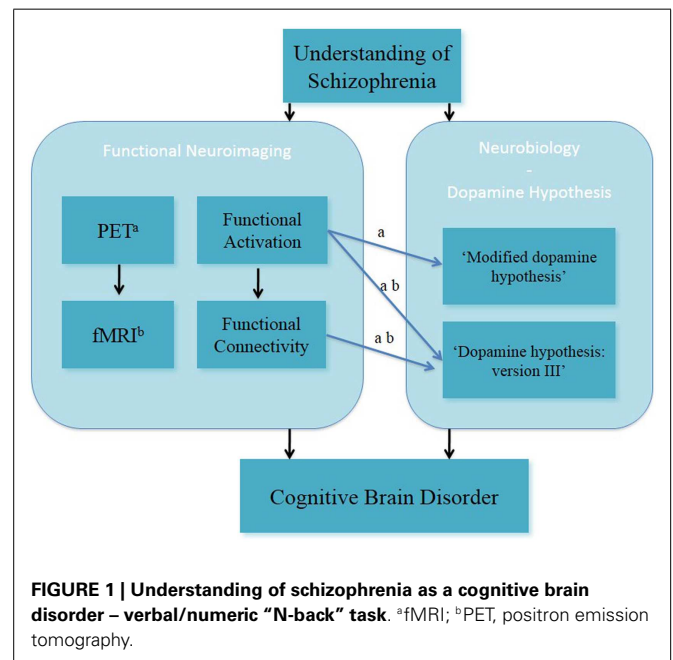 Understanding of
Schizophrenia
Functional Neuroimaging
Neurobiology
-
Dopamine Hypothesis
PETᵃ
Functional
Activation
a
'Modified dopamine
hypothesis'
a b
fMRIᵇ
Functional
Connectivity
a b
'Dopamine hypothesis:
version III'
Cognitive Brain Disorder
FIGURE 1 | Understanding of schizophrenia as a cognitive brain
disorder – verbal/numeric “N-back” task. ᵃfMRI; ᵇPET, positron emission
tomography.